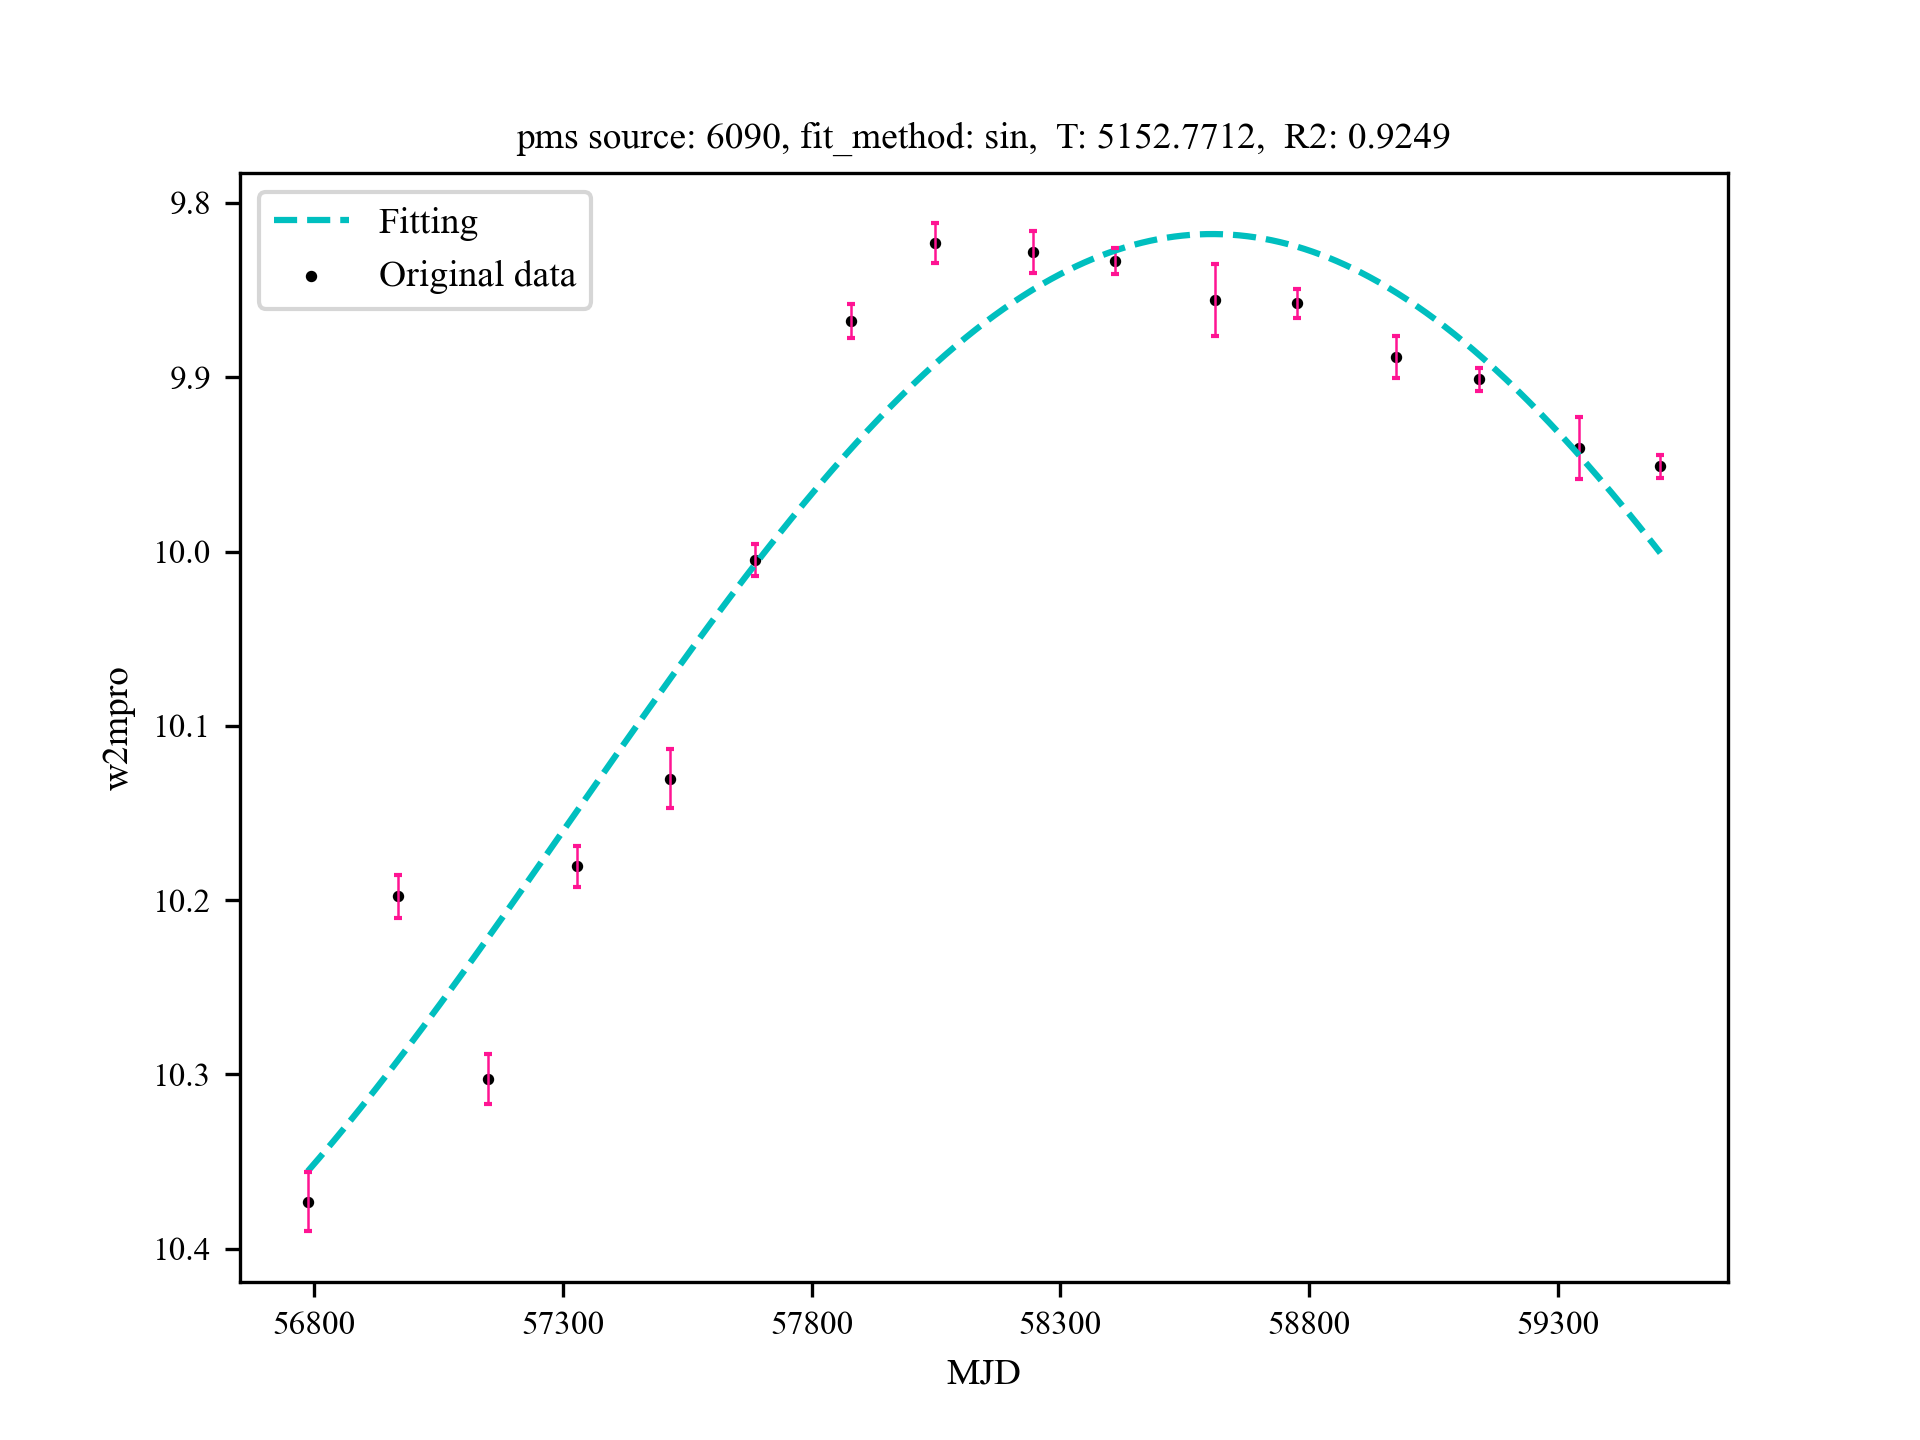 pms source: 6090, fit_method: sin,  T: 5152.7712,  R2: 0.9249
Fitting
Original data
9.8
9.9
10.0
10.1
10.2
10.3
10.4
w2mpro
56800 57300 57800 58300 58800 59300
MJD